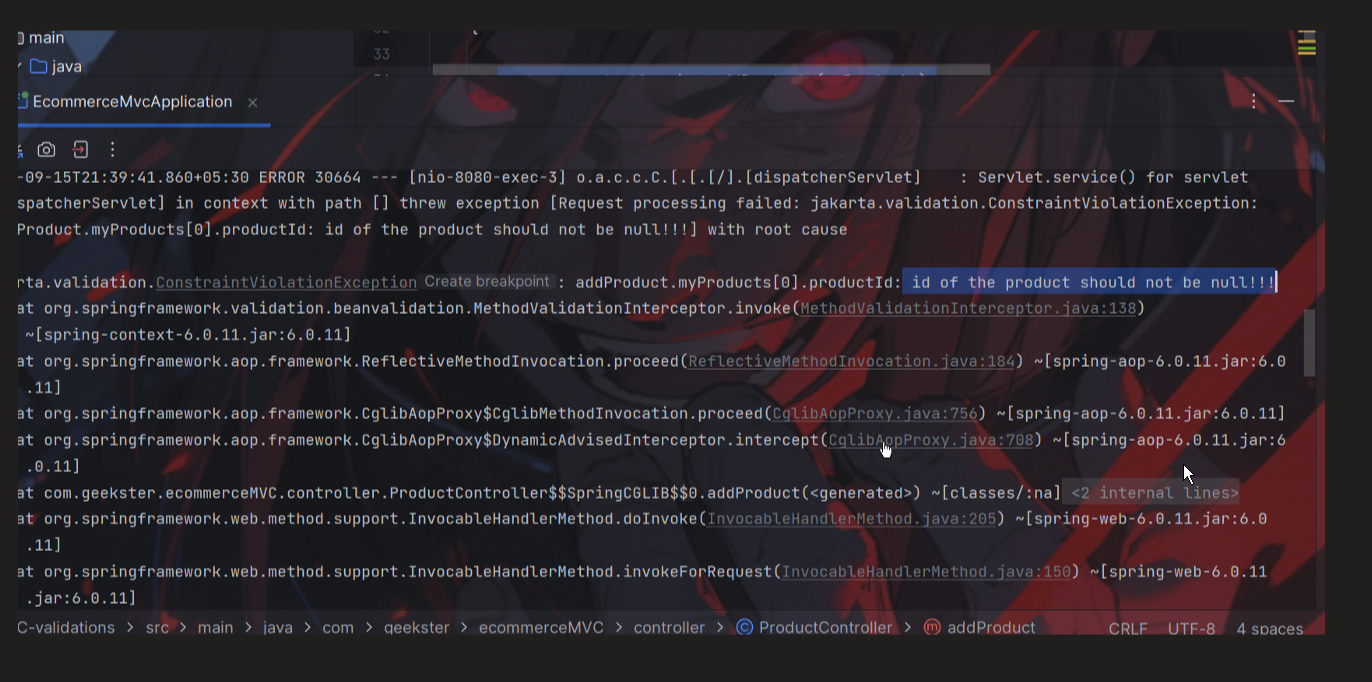 main
33
java
EcommerceMvcApplication
-09-15T21:39:41.860+05:30 ERROR 30664 --- [nio-8080-exec-3] o.a.c.c.C.[.[.[/].[dispatcherServlet] : Servlet.service() for servlet
spatcherServlet] in context with path [] threw exception [Request processing failed: jakarta.validation.ConstraintViolationException:
Product.myProducts[0].productId: id of the product should not be null!!!] with root cause
rta.validation.ConstraintViolationException Create breakpoint : addProduct.myProducts[0].productId: id of the product should not be null!!!
at org.springframework.validation.beanvalidation.MethodValidationInterceptor.invoke(MethodValidationInterceptor.java:138)
~[spring-context-6.0.11.jar:6.0.11]
at org.springframework.aop.framework.ReflectiveMethodInvocation.proceed(ReflectiveMethodInvocation.java:184) ~[spring-aop-6.0.11.jar:6.0
.11]
at org.springframework.aop.framework.CglibAopProxy$CglibMethodInvocation.proceed(CglibAopProxy.java:756) ~[spring-aop-6.0.11.jar:6.0.11]
at org.springframework.aop.framework.CglibAopProxy$DynamicAdvisedInterceptor.intercept(CglibAopProxy.java:708) ~[spring-aop-6.0.11.jar:6
.0.11]
at com.geekster.ecommerceMVC.controller.ProductController$$SpringCGLIB$$0.addProduct(<generated>) ~[classes/:na] <2 internal lines>
at org.springframework.web.method.support.InvocableHandlerMethod.doInvoke(InvocableHandlerMethod.java:205) ~[spring-web-6.0.11.jar:6.0
.11]
at org.springframework.web.method.support.InvocableHandlerMethod.invokeForRequest(InvocableHandlerMethod.java:150) ~[spring-web-6.0.11
.jar:6.0.11]
C-validations > src > main > java > com > geekster > ecommerceMVC > controller > ProductController > addProduct CRLF UTF-8 4 spaces